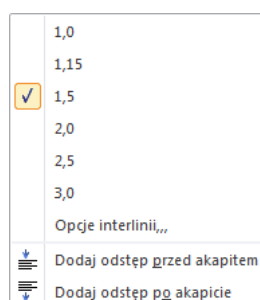 1,0
1,15
1,5
2,0
2,5
3,0
Opcje interlinii,,,
Dodaj odstęp przed akapitem
Dodaj odstęp po akapicie